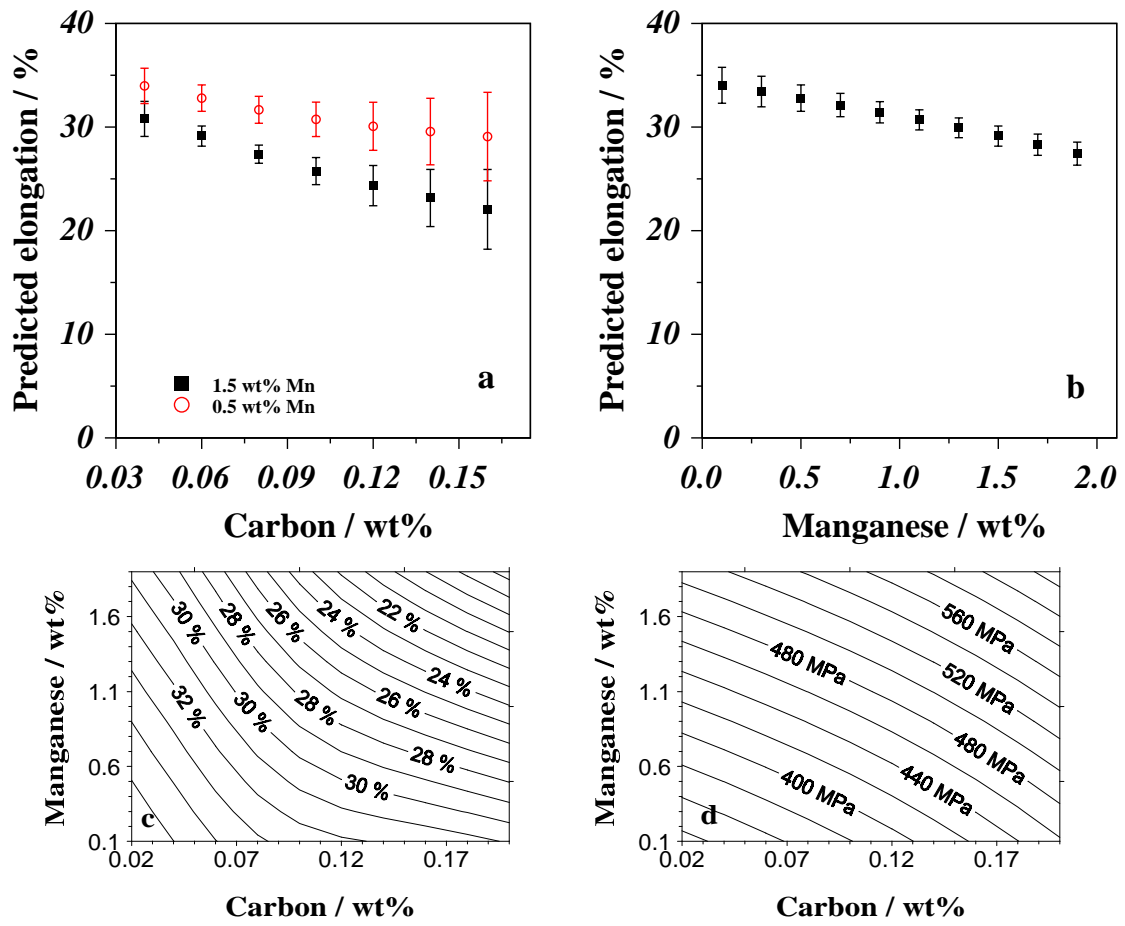 40
30
20
10
0
Predicted elongation / %
1.5 wt% Mn
0.5 wt% Mn
a
0.03 0.06 0.09 0.12 0.15
Carbon / wt%
40
30
20
10
0
Predicted elongation / %
b
0.0 0.5 1.0 1.5 2.0
Manganese / wt%
1.6
1.1
0.6
0.1
Manganese / wt%
30 % 28 % 26 % 24 % 22 %
32 % 30 % 28 % 26 % 24 %
30 % 28 %
c
0.02 0.07 0.12 0.17
Carbon / wt%
1.6
1.1
0.6
0.1
Manganese / wt%
560 MPa
480 MPa 520 MPa
480 MPa
400 MPa 440 MPa
d
0.02 0.07 0.12 0.17
Carbon / wt%